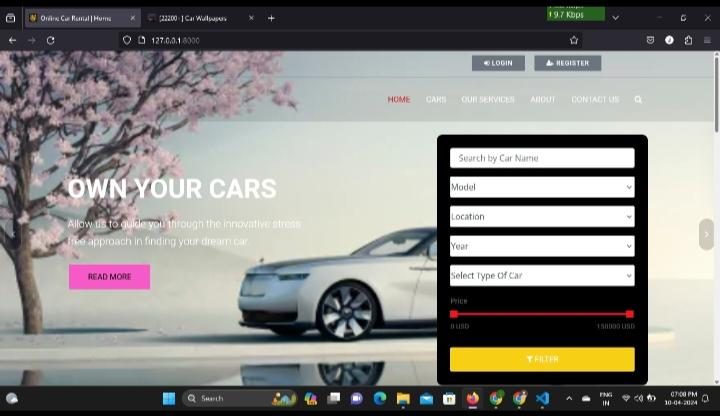 Online Car Rental | Home
[22200+] Car Wallpapers
9.7 Kbps
127.0.0.1:8000
LOGIN
REGISTER
HOME CARS OUR SERVICES ABOUT CONTACT US
Search by Car Name
Model
OWN YOUR CARS
Location
Allow us to guide you through the innovative stress
free approach in finding your dream car.
Year
READ MORE
Select Type Of Car
Price
0 USD 150000 USD
FILTER
Search
ENG
IN
07:08 PM
10-04-2024